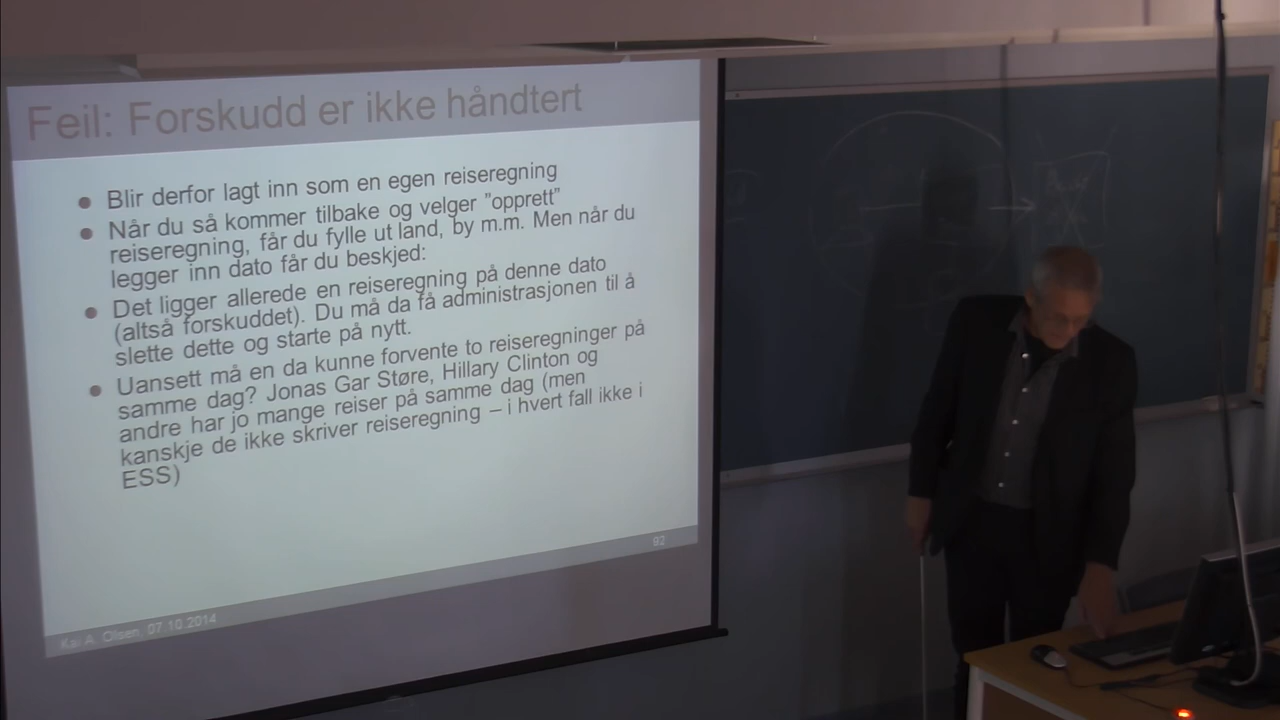 Feil: Forskudd er ikke håndtert
Blir derfor lagt inn som en egen reiseregning
Når du så kommer tilbake og velger ”opprett”
reiseregning, får du fylle ut land, by m.m. Men når du
legger inn dato får du beskjed:
Det ligger allerede en reiseregning på denne dato
(altså forskuddet). Du må da få administrasjonen til å
slette dette og starte på nytt.
Uansett må en da kunne forvente to reiseregninger på
samme dag? Jonas Gar Støre, Hillary Clinton og
andre har jo mange reiser på samme dag (men
kanskje de ikke skriver reiseregning – i hvert fall ikke i
ESS)
92
Kai A. Olsen, 07.10.2014